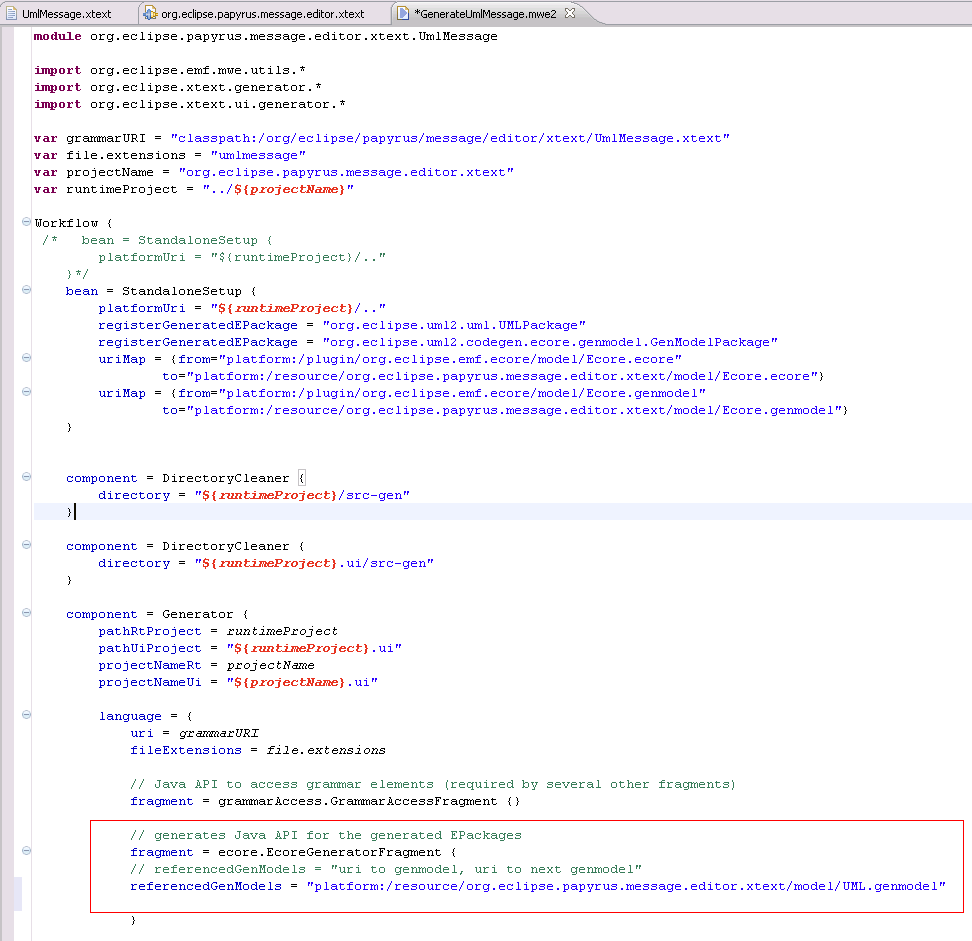 UmlMessage.xtext org.eclipse.papyrus.message.editor.xtext *GenerateUmlMessage.mwe2
module org.eclipse.papyrus.message.editor.xtext.UmlMessage
import org.eclipse.emf.mwe.utils.*
import org.eclipse.xtext.generator.*
import org.eclipse.xtext.ui.generator.*
var grammarURI = "classpath:/org/eclipse/papyrus/message/editor/xtext/UmlMessage.xtext"
var file.extensions = "umlmessage"
var projectName = "org.eclipse.papyrus.message.editor.xtext"
var runtimeProject = "../${projectName}"
Workflow {
/*   bean = StandaloneSetup {
platformUri = "${runtimeProject}/.."
}*/
bean = StandaloneSetup {
platformUri = "${runtimeProject}/.."
registerGeneratedEPackage = "org.eclipse.uml2.uml.UMLPackage"
registerGeneratedEPackage = "org.eclipse.uml2.codegen.ecore.genmodel.GenModelPackage"
uriMap = {from="platform:/plugin/org.eclipse.emf.ecore/model/Ecore.ecore"
to="platform:/resource/org.eclipse.papyrus.message.editor.xtext/model/Ecore.ecore"}
uriMap = {from="platform:/plugin/org.eclipse.emf.ecore/model/Ecore.genmodel"
to="platform:/resource/org.eclipse.papyrus.message.editor.xtext/model/Ecore.genmodel"}
}
component = DirectoryCleaner {
directory = "${runtimeProject}/src-gen"
}
component = DirectoryCleaner {
directory = "${runtimeProject}.ui/src-gen"
}
component = Generator {
pathRtProject = runtimeProject
pathUiProject = "${runtimeProject}.ui"
projectNameRt = projectName
projectNameUi = "${projectName}.ui"
language = {
uri = grammarURI
fileExtensions = file.extensions
// Java API to access grammar elements (required by several other fragments)
fragment = grammarAccess.GrammarAccessFragment {}
// generates Java API for the generated EPackages
fragment = ecore.EcoreGeneratorFragment {
// referencedGenModels = "uri to genmodel, uri to next genmodel"
referencedGenModels = "platform:/resource/org.eclipse.papyrus.message.editor.xtext/model/UML.genmodel"
}